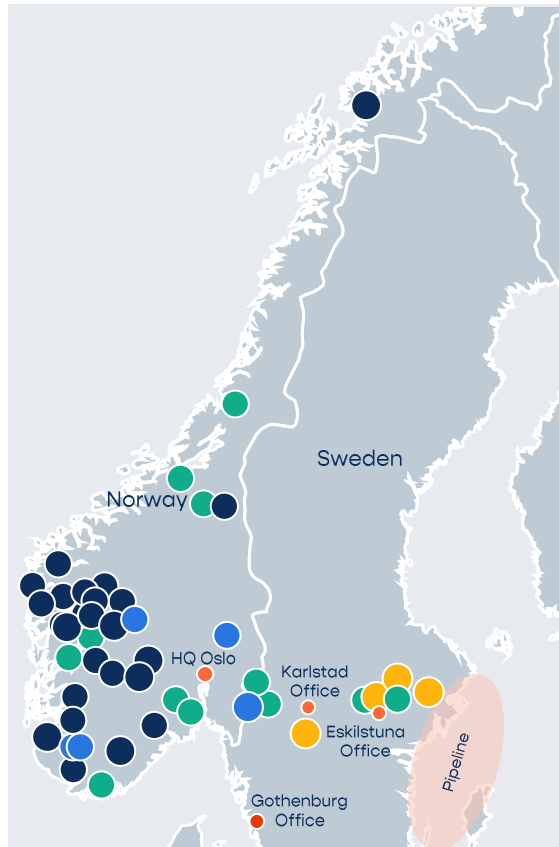 Sweden
Norway
HQ Oslo
Karlstad
Office
Eskilstuna
Office
Pipeline
Gothenburg
Office